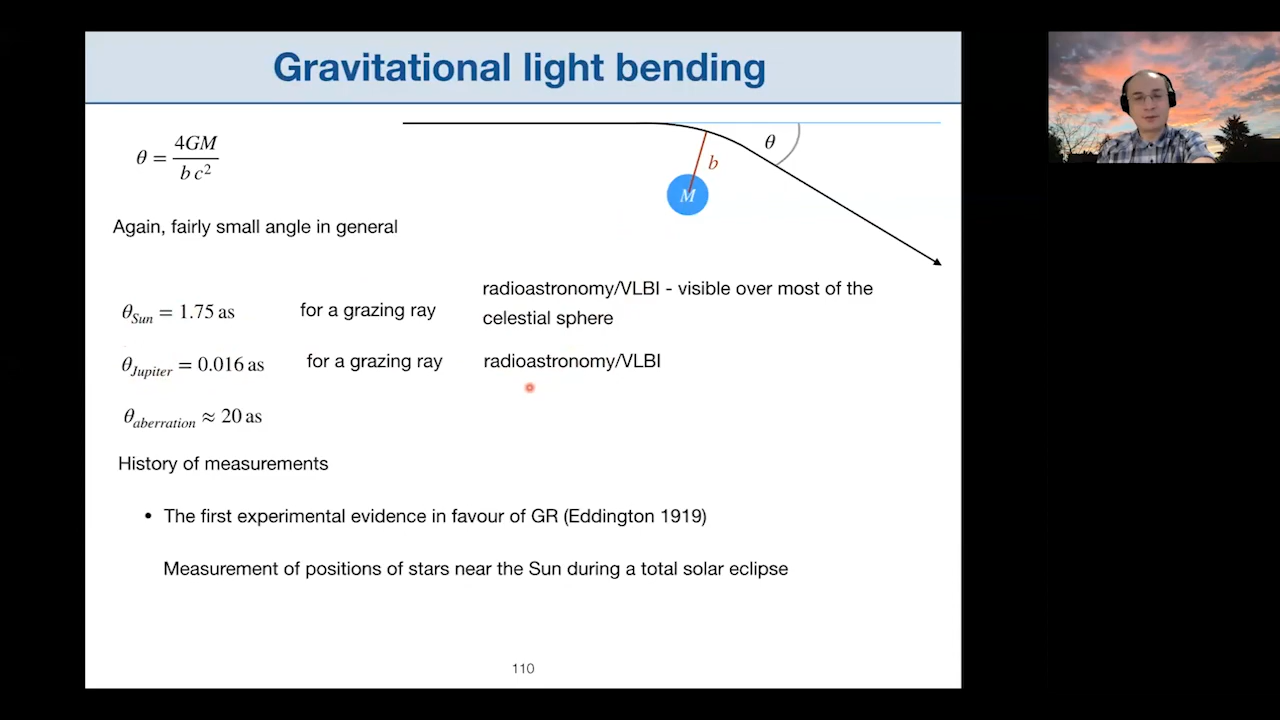 Gravitational light bending
θ = 4GM / b c²
θ
b
M
Again, fairly small angle in general
radioastronomy/VLBI - visible over most of the
celestial sphere
θSun = 1.75 as for a grazing ray
θJupiter = 0.016 as for a grazing ray radioastronomy/VLBI
θaberration ≈ 20 as
History of measurements
• The first experimental evidence in favour of GR (Eddington 1919)
Measurement of positions of stars near the Sun during a total solar eclipse
110